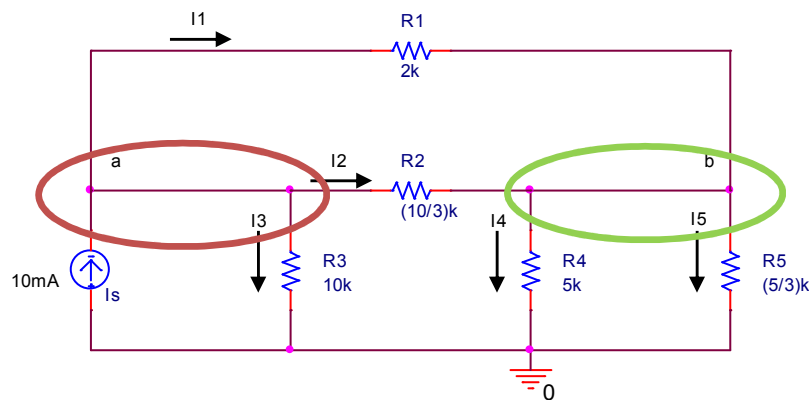 I1
R1
2k
a
b
I2
R2
(10/3)k
I3
I4
I5
R3
10k
R4
5k
R5
(5/3)k
10mA
Is
0